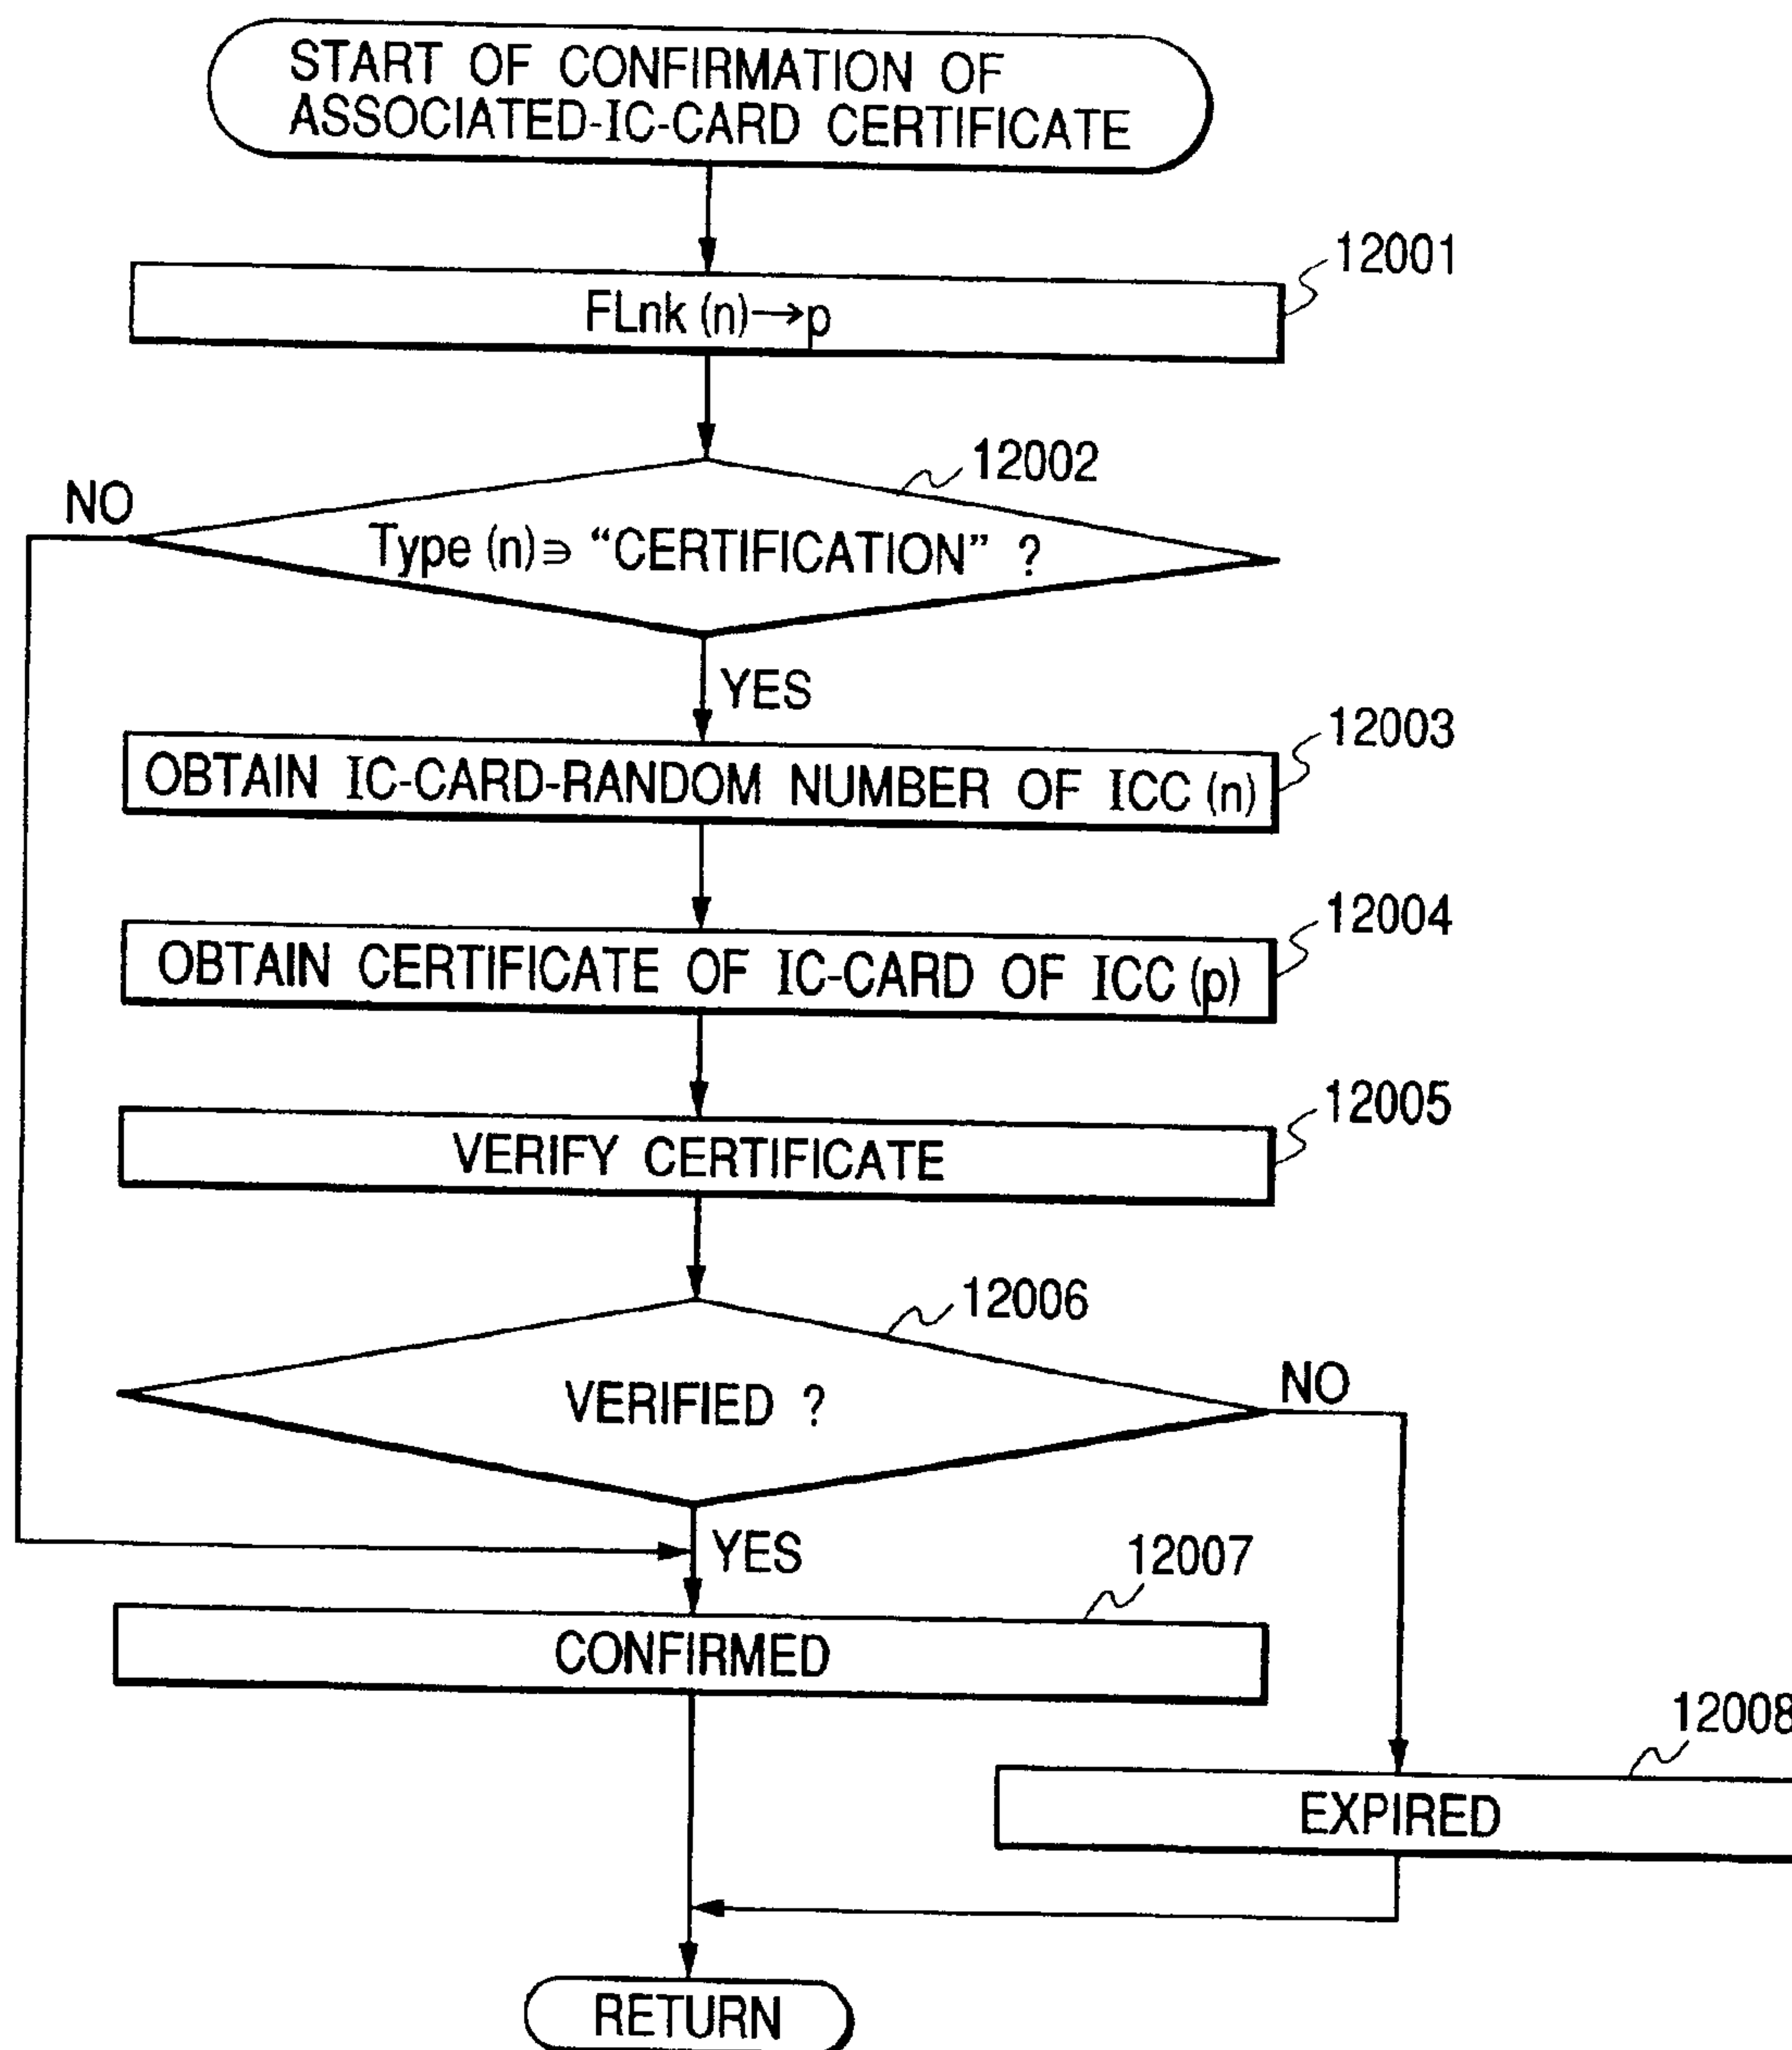 START OF CONFIRMATION OF
ASSOCIATED-IC-CARD CERTIFICATE
12001
FLnk (n)→p
12002
NO
Type (n)∋ “CERTIFICATION” ?
YES
12003
OBTAIN IC-CARD-RANDOM NUMBER OF ICC (n)
12004
OBTAIN CERTIFICATE OF IC-CARD OF ICC (p)
12005
VERIFY CERTIFICATE
12006
VERIFIED ?
NO
YES
12007
CONFIRMED
12008
EXPIRED
RETURN